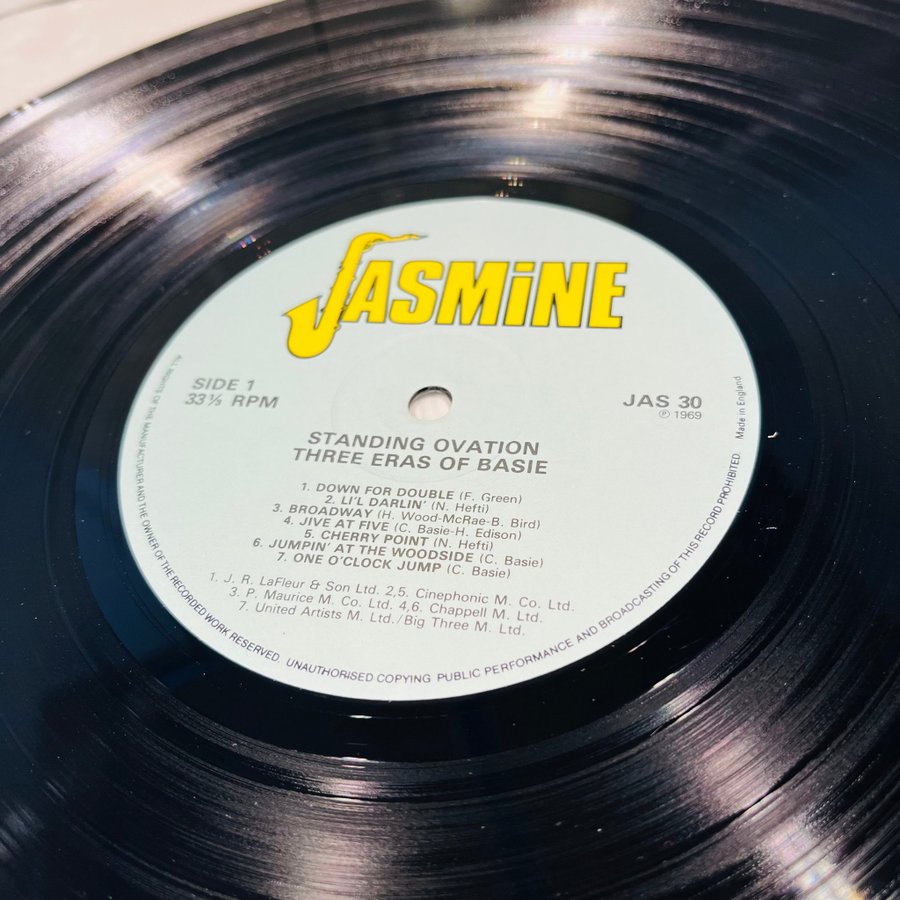 JASMiNE
SIDE 1
33⅓ RPM
JAS 30
℗ 1969
Made in England
STANDING OVATION
THREE ERAS OF BASIE
1. DOWN FOR DOUBLE (F. Green)
2. LI'L DARLIN' (N. Hefti)
3. BROADWAY (H. Wood-McRae-B. Bird)
4. JIVE AT FIVE (C. Basie-H. Edison)
5. CHERRY POINT (N. Hefti)
6. JUMPIN' AT THE WOODSIDE (C. Basie)
7. ONE O'CLOCK JUMP (C. Basie)
1. J. R. LaFleur & Son Ltd. 2,5. Cinephonic M. Co. Ltd.
3. P. Maurice M. Co. Ltd. 4,6. Chappell M. Ltd.
7. United Artists M. Ltd./Big Three M. Ltd.
ALL RIGHTS OF THE MANUFACTURER AND THE OWNER OF THE RECORDED WORK RESERVED. UNAUTHORISED COPYING PUBLIC PERFORMANCE AND BROADCASTING OF THIS RECORD PROHIBITED.